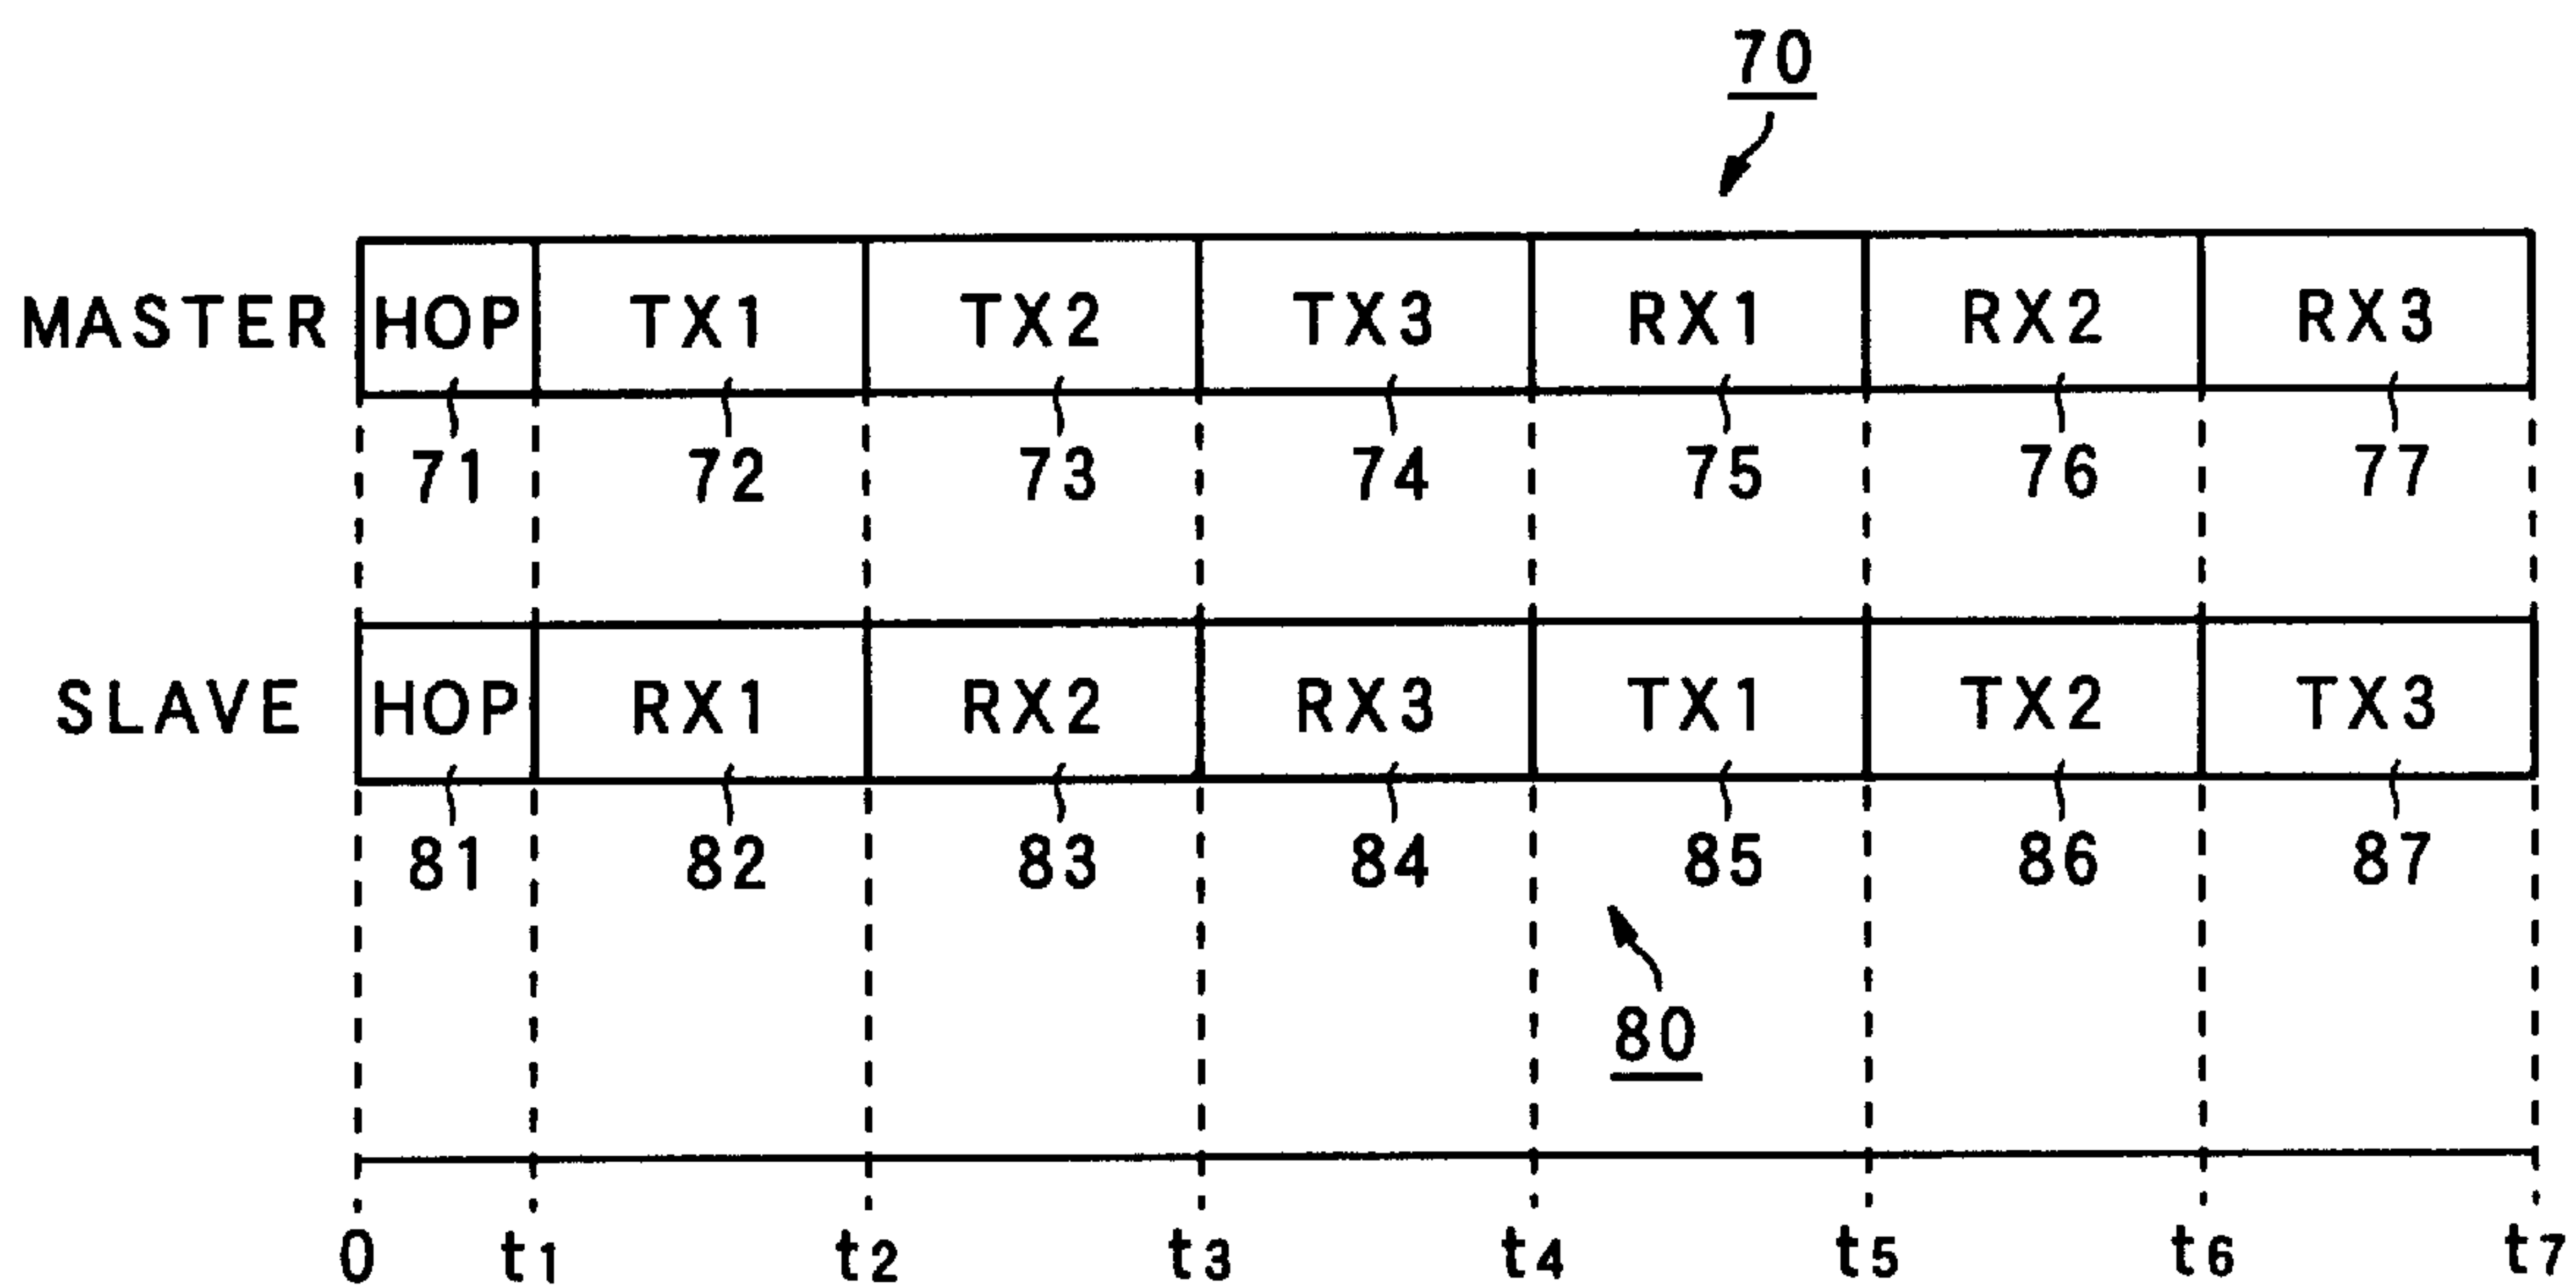 70
MASTER HOP TX1 TX2 TX3 RX1 RX2 RX3
71 72 73 74 75 76 77
SLAVE HOP RX1 RX2 RX3 TX1 TX2 TX3
81 82 83 84 85 86 87
80
0 t1 t2 t3 t4 t5 t6 t7